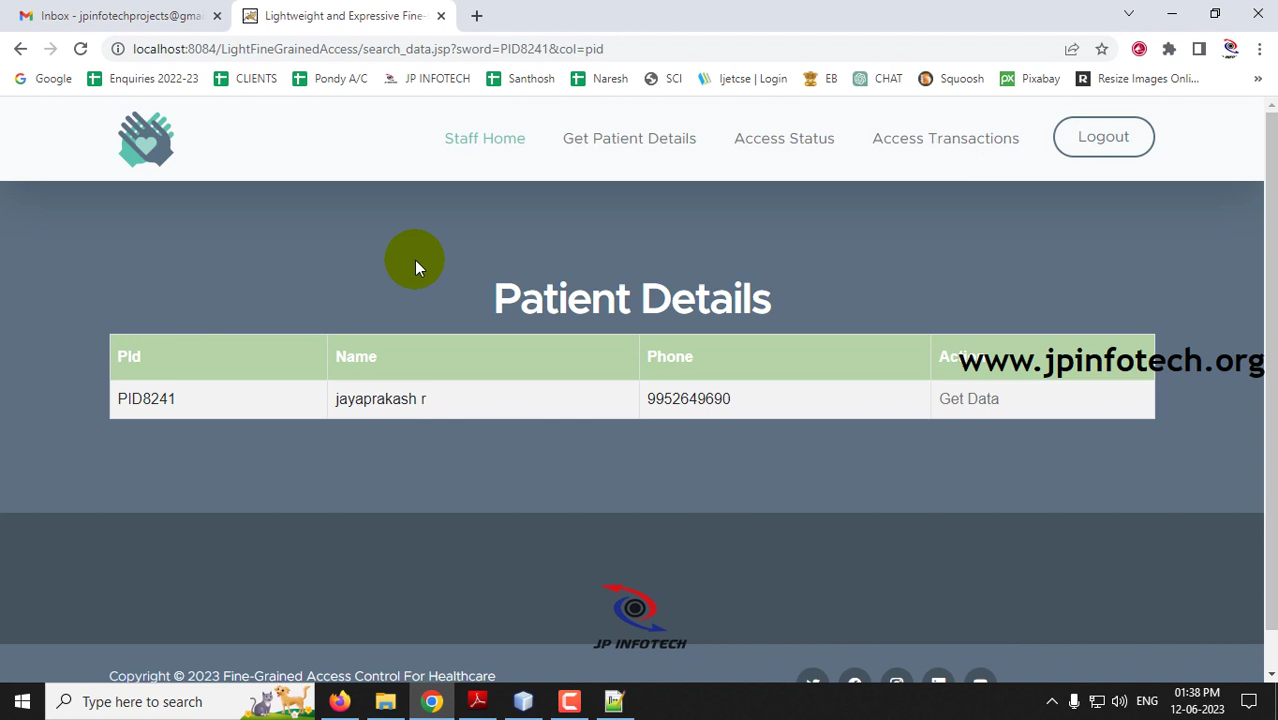 Inbox - jpinfotechprojects@gmai
Lightweight and Expressive Fine-
localhost:8084/LightFineGrainedAccess/search_data.jsp?sword=PID8241&col=pid
Google
Enquiries 2022-23
CLIENTS
Pondy A/C
JP INFOTECH
Santhosh
Naresh
SCI
Ijetcse | Login
EB
CHAT
Squoosh
Pixabay
Resize Images Onli...
Staff Home
Get Patient Details
Access Status
Access Transactions
Logout
Patient Details
PId Name Phone
www.jpinfotech.org
PID8241 jayaprakash r 9952649690 Get Data
JP INFOTECH
Copyright © 2023 Fine-Grained Access Control For Healthcare
Type here to search
ENG
01:38 PM
12-06-2023